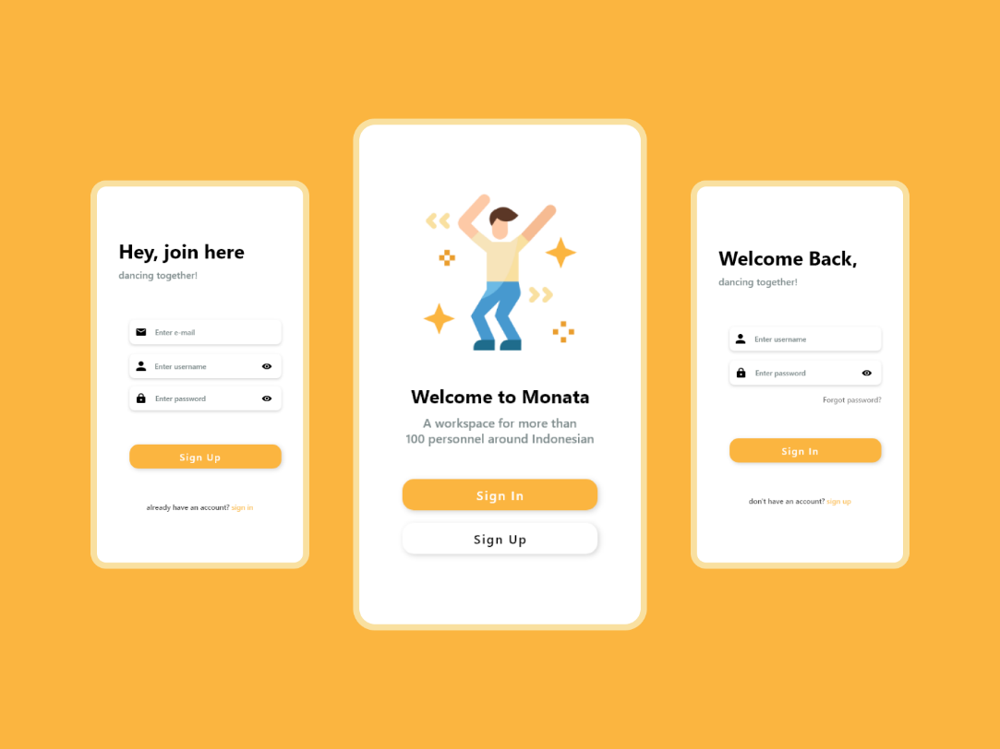 Hey, join here
dancing together!
Enter e-mail
Enter username
Enter password
Sign Up
already have an account? sign in
Welcome to Monata
A workspace for more than
100 personnel around Indonesian
Sign In
Sign Up
Welcome Back,
dancing together!
Enter username
Enter password
Forgot password?
Sign In
don't have an account? sign up